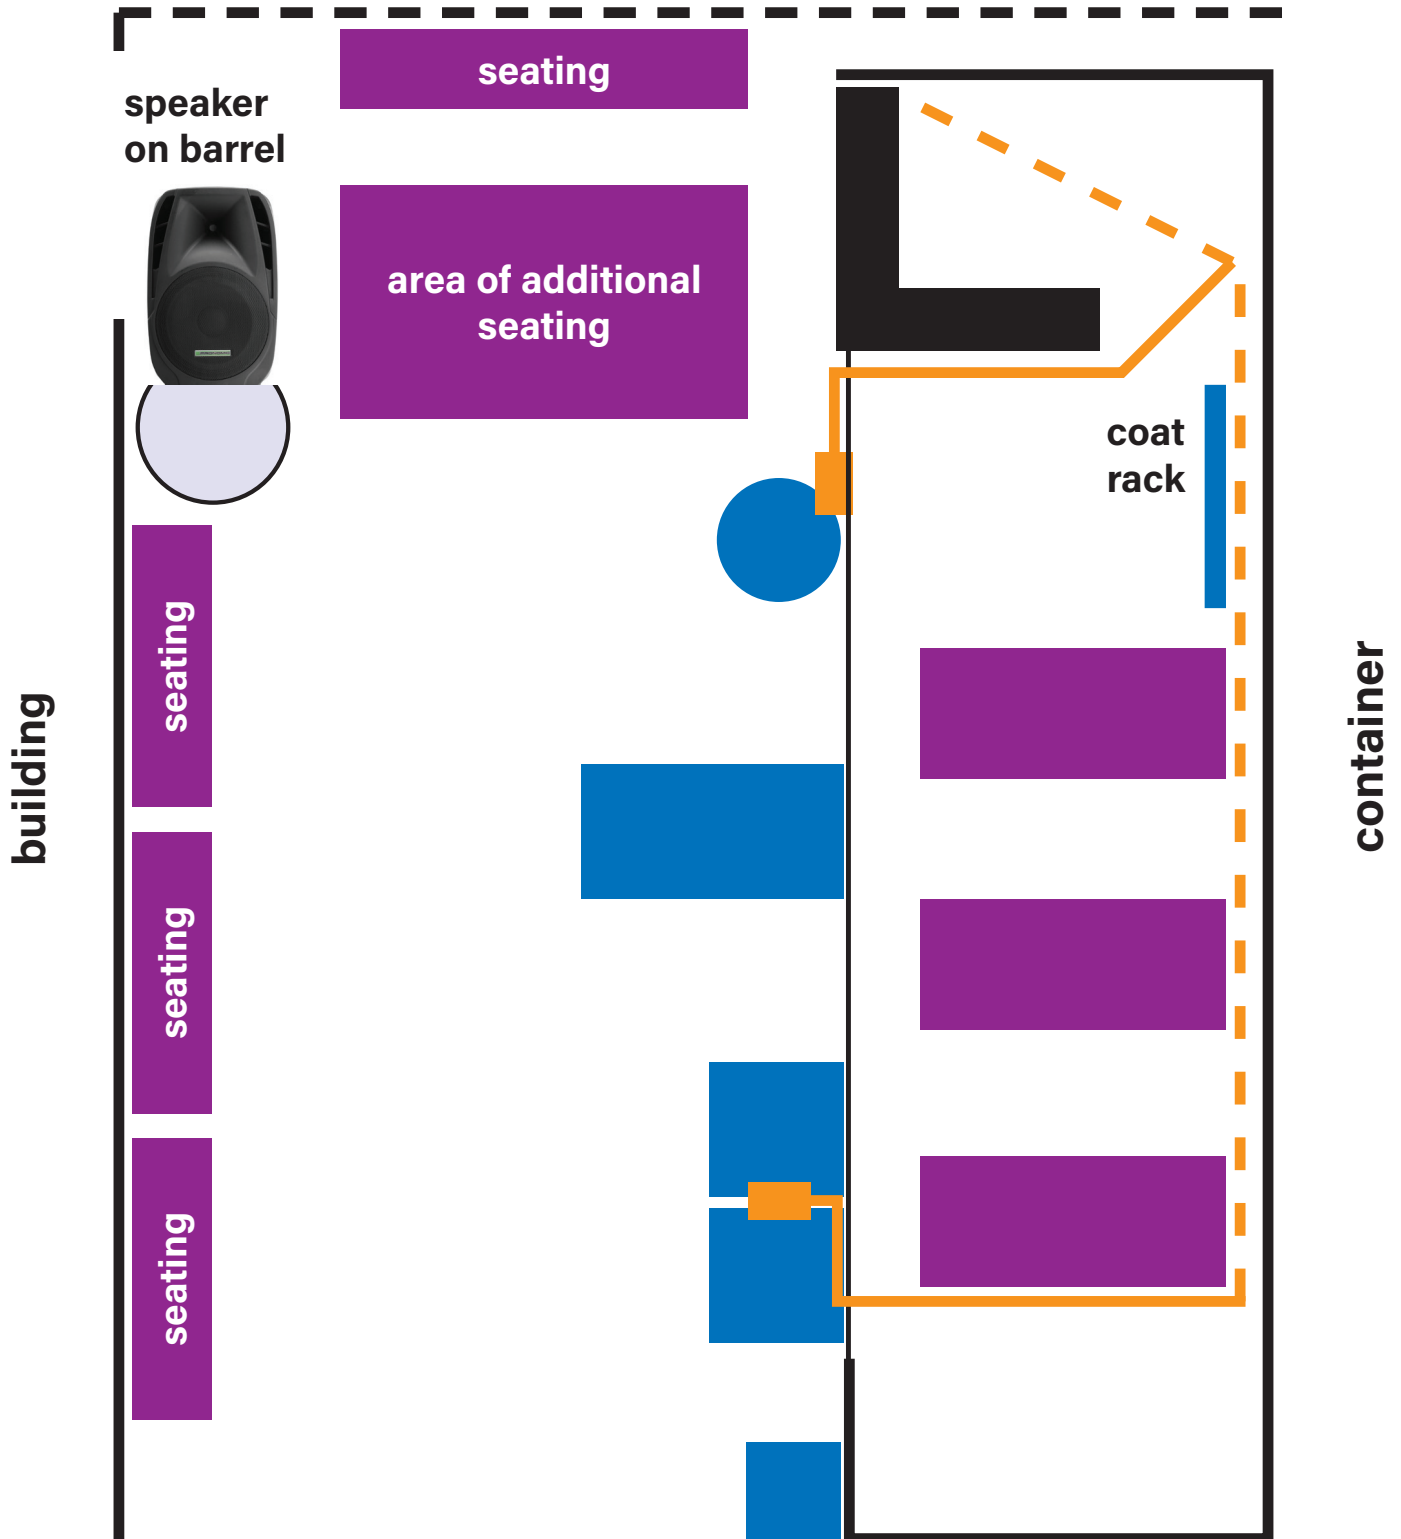 seating
speaker
on barrel
area of additional
seating
coat
rack
seating
building
container
seating
seating